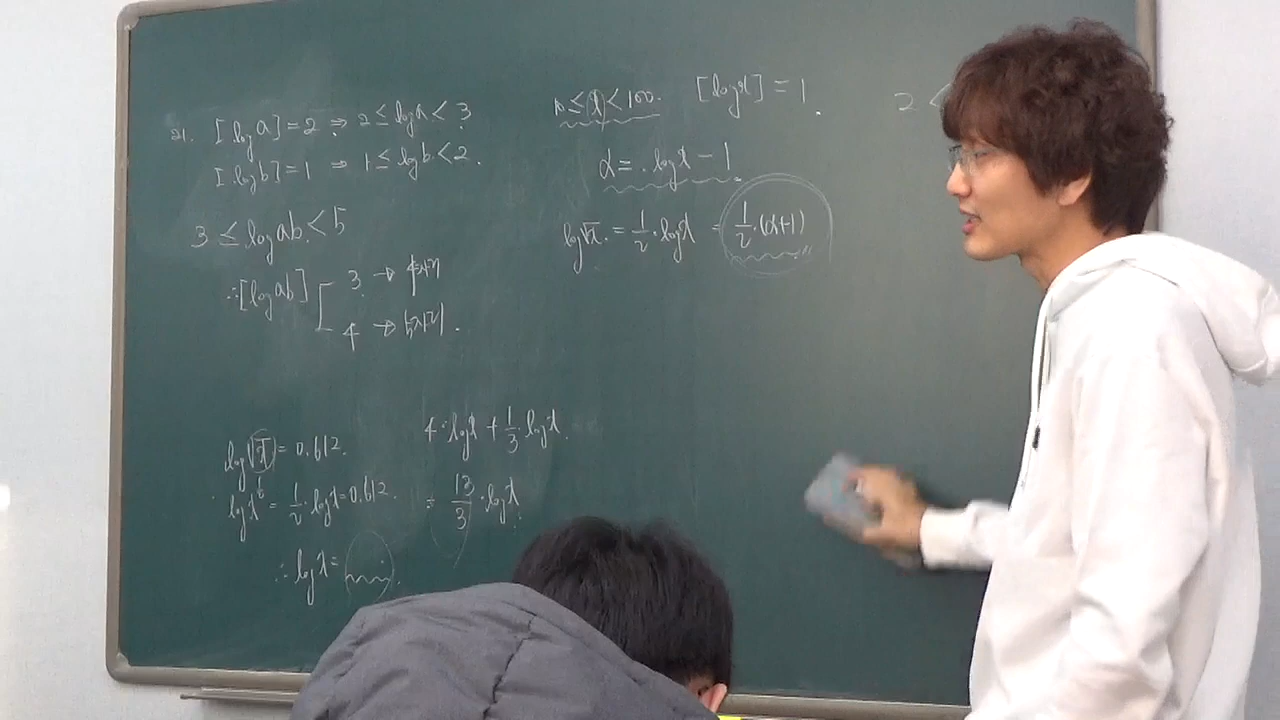 21. [log a] = 2 ⇒ 2 ≤ log a < 3
[log b] = 1 ⇒ 1 ≤ log b < 2.
3 ≤ log ab < 5
∴ [log ab] 3 → 4자리
4 → 5자리.
log√x = 0.612.
= 1/2 · log x = 0.612.
∴ log x =
4 · log x + 1/3 · log x.
= 13/3 · log x
10 ≤ x < 100. [log x] = 1.
α = log x − 1
log√x = 1/2 · log x = 1/2 · (α+1)
2 <